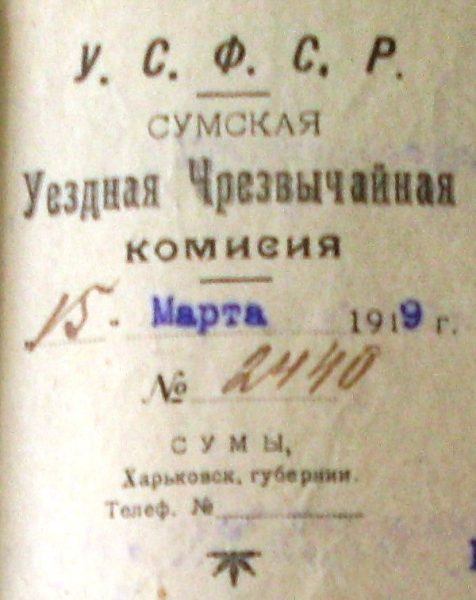 У. С. Ф. С. Р.
СУМСКАЯ
Уездная Чрезвычайная
КОМИСИЯ
15. Марта 1919 г.
№ 2440
СУМЫ,
Харьковск. губернии.
Телеф. №